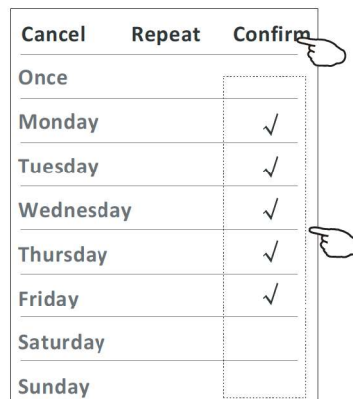 Cancel Repeat Confirm
Once
Monday √
Tuesday √
Wednesday √
Thursday √
Friday √
Saturday
Sunday